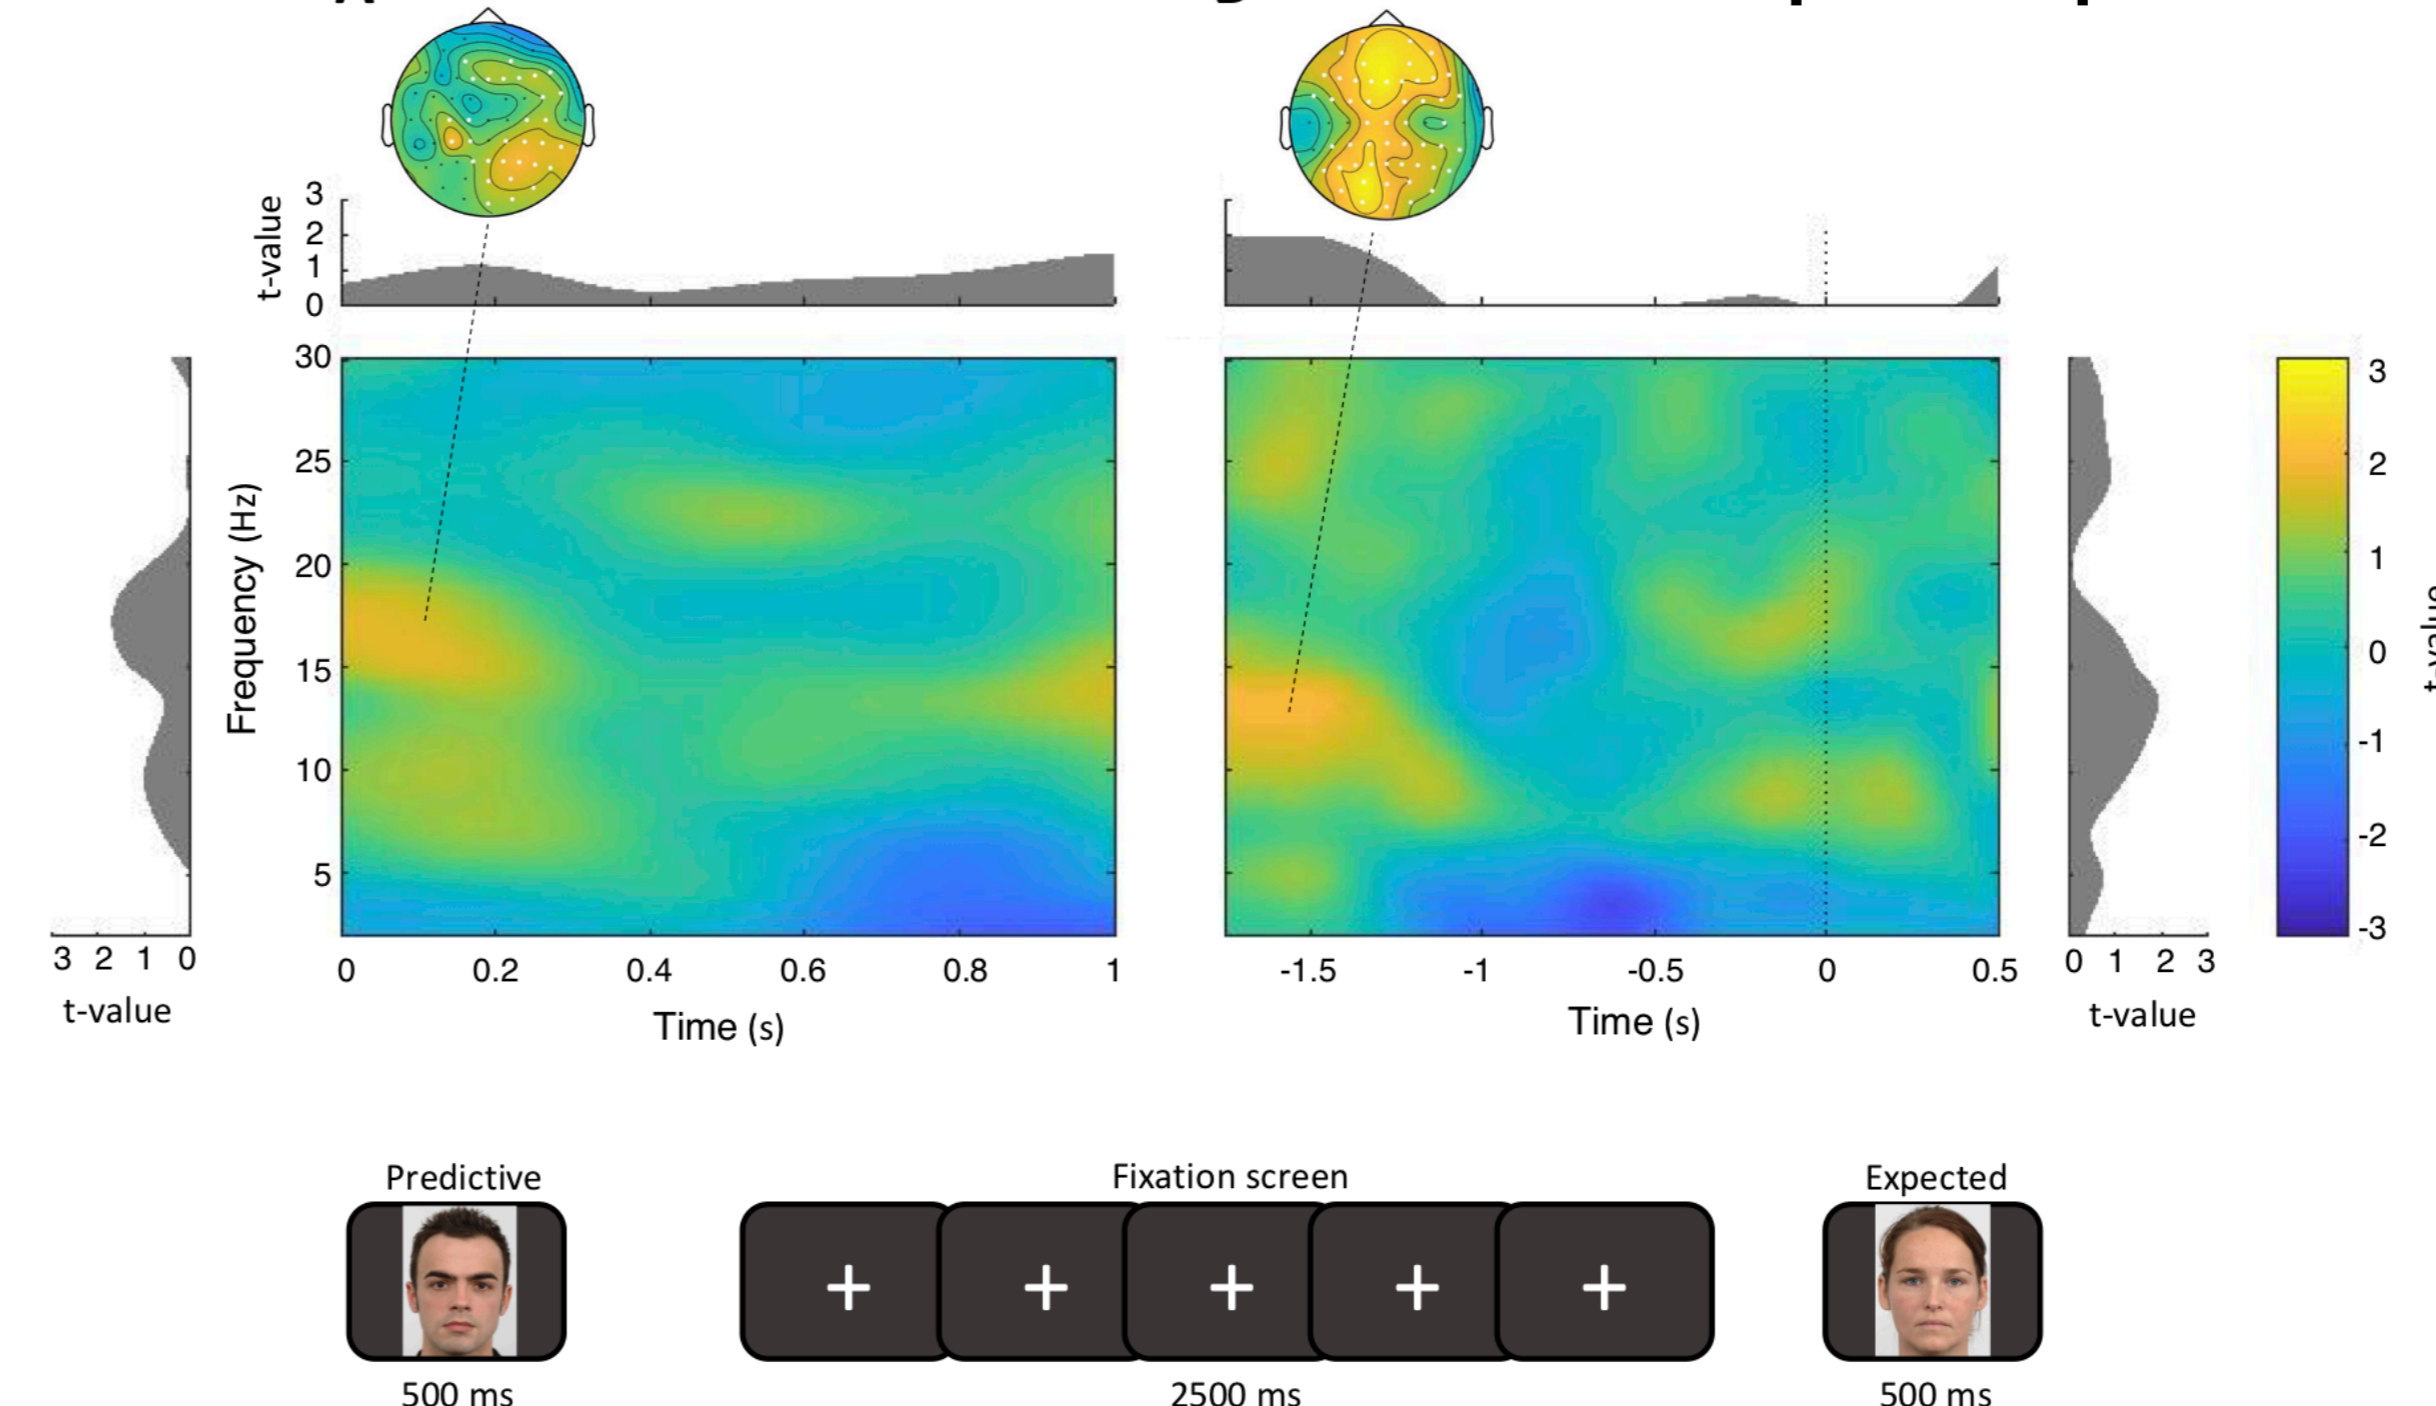 t-value
3
2
1
0
Frequency (Hz)
30
25
20
15
10
5
3 2 1 0
t-value
0 0.2 0.4 0.6 0.8 1
Time (s)
-1.5 -1 -0.5 0 0.5
Time (s)
0 1 2 3
t-value
3
2
1
0
-1
-2
-3
t-value
Predictive
Fixation screen
Expected
500 ms
2500 ms
500 ms